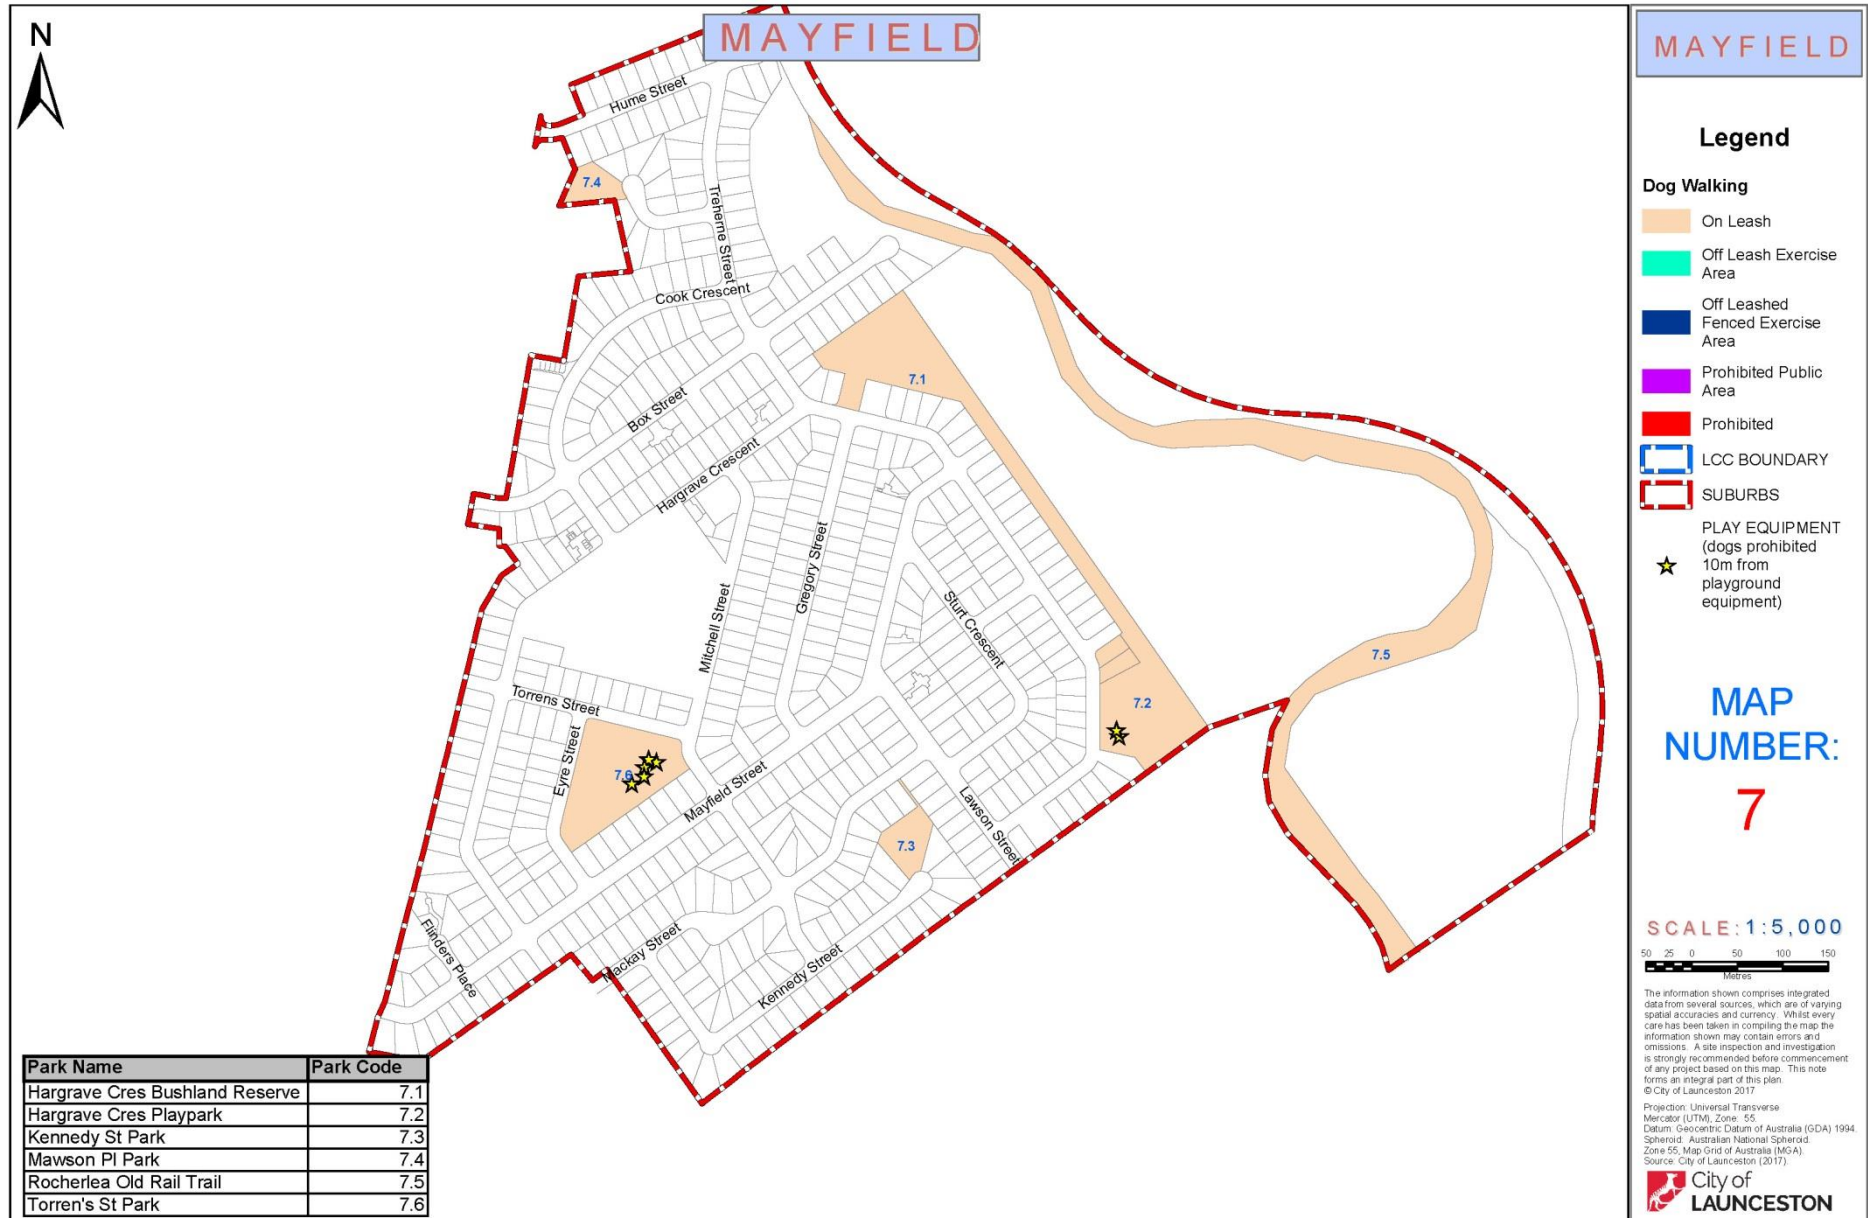 N
MAYFIELD
Hume Street
7.4
Treherne Street
Cook Crescent
7.1
Box Street
Hargrave Crescent
Gregory Street
Mitchell Street
Sturt Crescent
7.5
Torrens Street
7.2
Eyre Street
7.6
Mayfield Street
Lawson Street
7.3
Flinders Place
Mackay Street
Kennedy Street
Park Name Park Code
Hargrave Cres Bushland Reserve 7.1
Hargrave Cres Playpark 7.2
Kennedy St Park 7.3
Mawson Pl Park 7.4
Rocherlea Old Rail Trail 7.5
Torren's St Park 7.6
MAYFIELD
Legend
Dog Walking
On Leash
Off Leash Exercise
Area
Off Leashed
Fenced Exercise
Area
Prohibited Public
Area
Prohibited
LCC BOUNDARY
SUBURBS
PLAY EQUIPMENT
(dogs prohibited
10m from
playground
equipment)
MAP
NUMBER:
7
SCALE: 1:5,000
50 25 0 50 100 150
Metres
The information shown comprises integrated
data from several sources, which are of varying
spatial accuracies and currency. Whilst every
care has been taken in compiling the map the
information shown may contain errors and
omissions. A site inspection and investigation
is strongly recommended before commencement
of any project based on this map. This note
forms an integral part of this plan.
© City of Launceston 2017
Projection: Universal Transverse
Mercator (UTM), Zone: 55.
Datum: Geocentric Datum of Australia (GDA) 1994.
Spheroid: Australian National Spheroid.
Zone 55, Map Grid of Australia (MGA).
Source: City of Launceston (2017).
City of
LAUNCESTON